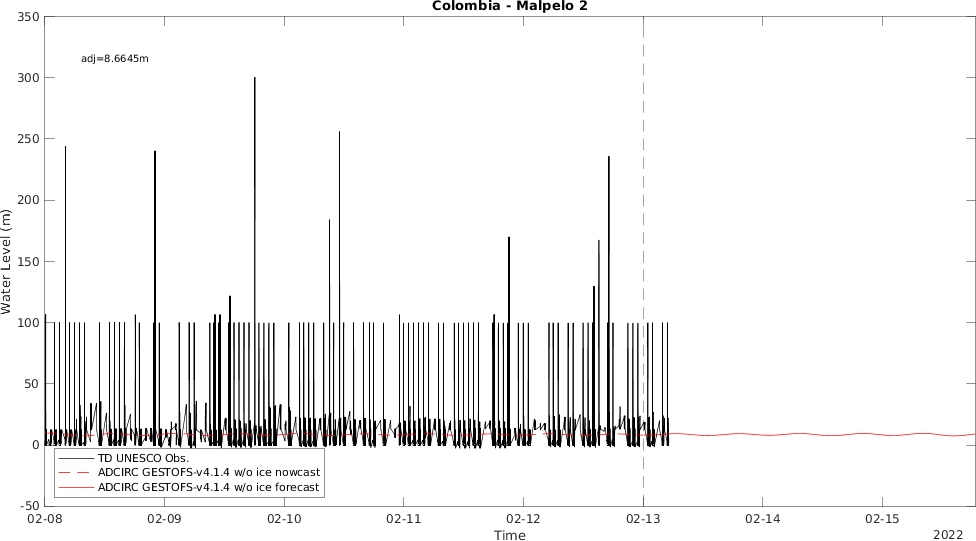 Colombia - Malpelo 2
adj=8.6645m
350
300
250
200
150
100
50
0
-50
Water Level (m)
TD UNESCO Obs.
ADCIRC GESTOFS-v4.1.4 w/o ice nowcast
ADCIRC GESTOFS-v4.1.4 w/o ice forecast
02-08 02-09 02-10 02-11 02-12 02-13 02-14 02-15
Time
2022